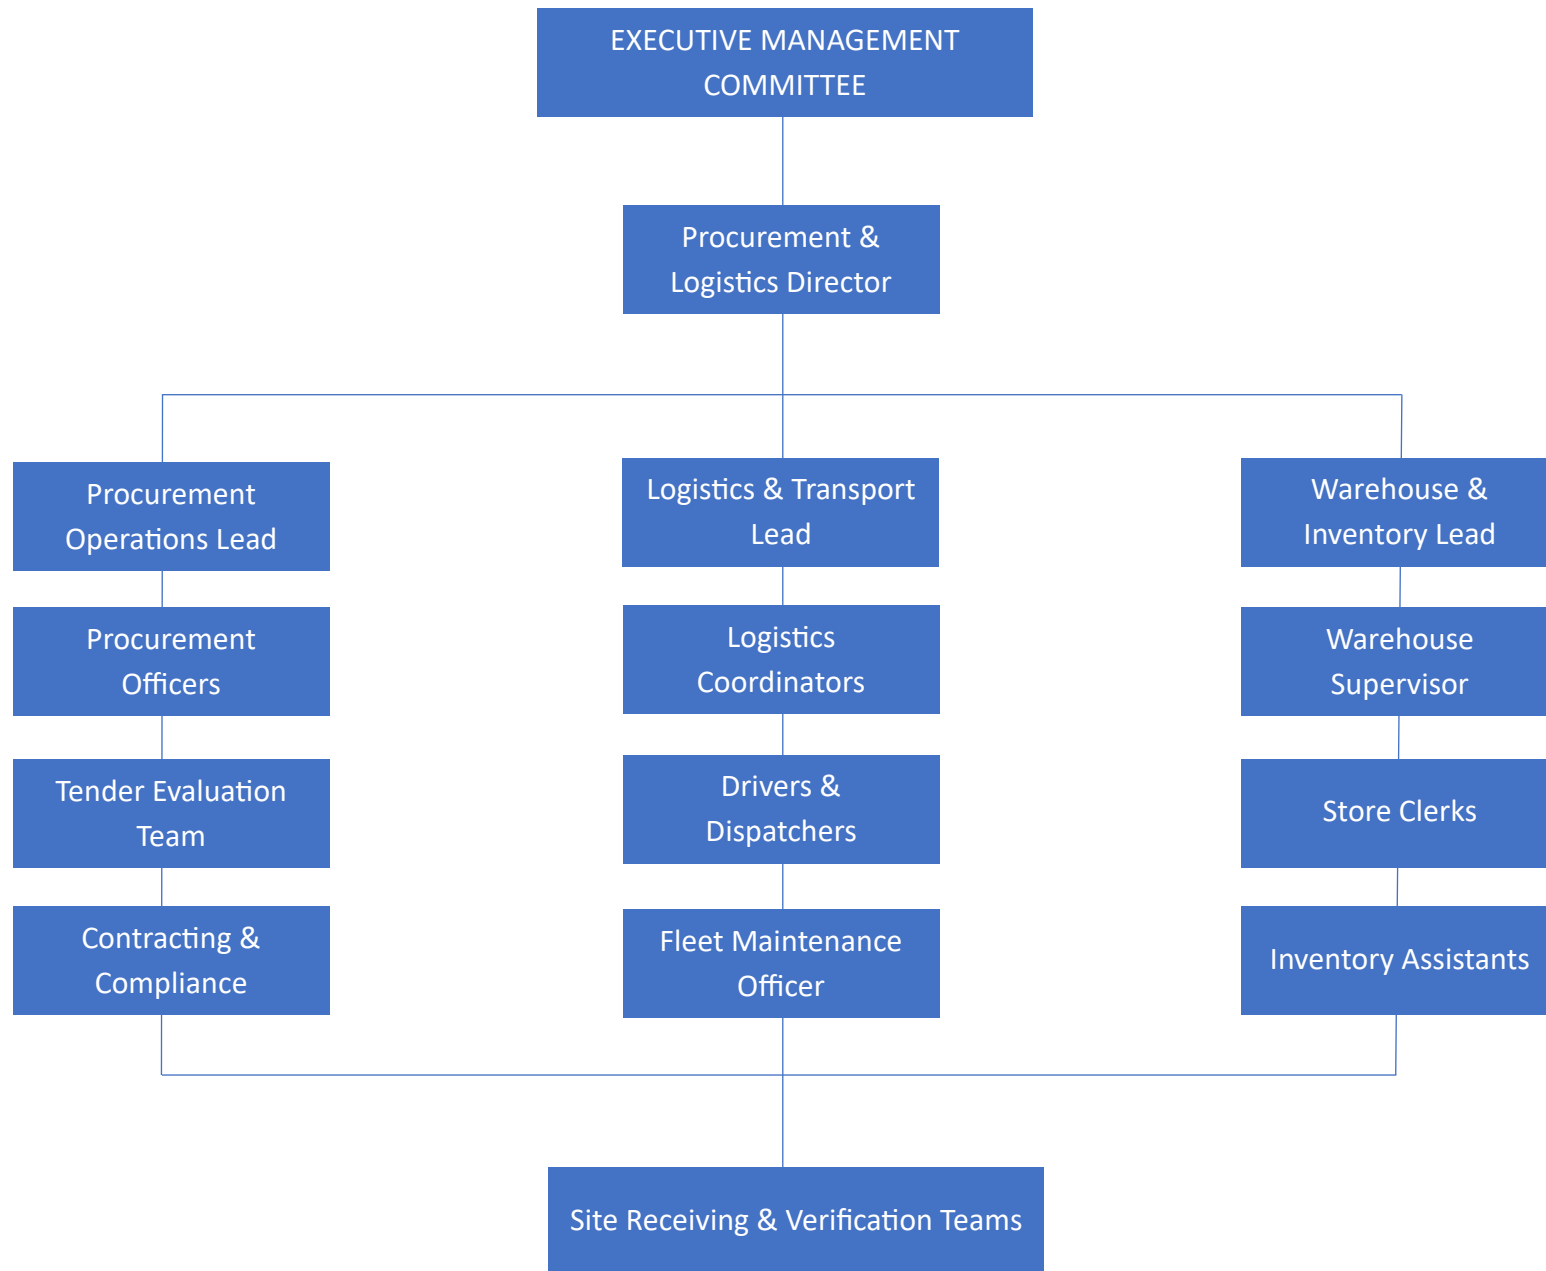 EXECUTIVE MANAGEMENT
COMMITTEE
Procurement &
Logistics Director
Procurement
Operations Lead
Logistics & Transport
Lead
Warehouse &
Inventory Lead
Procurement
Officers
Logistics
Coordinators
Warehouse
Supervisor
Tender Evaluation
Team
Drivers &
Dispatchers
Store Clerks
Contracting &
Compliance
Fleet Maintenance
Officer
Inventory Assistants
Site Receiving & Verification Teams